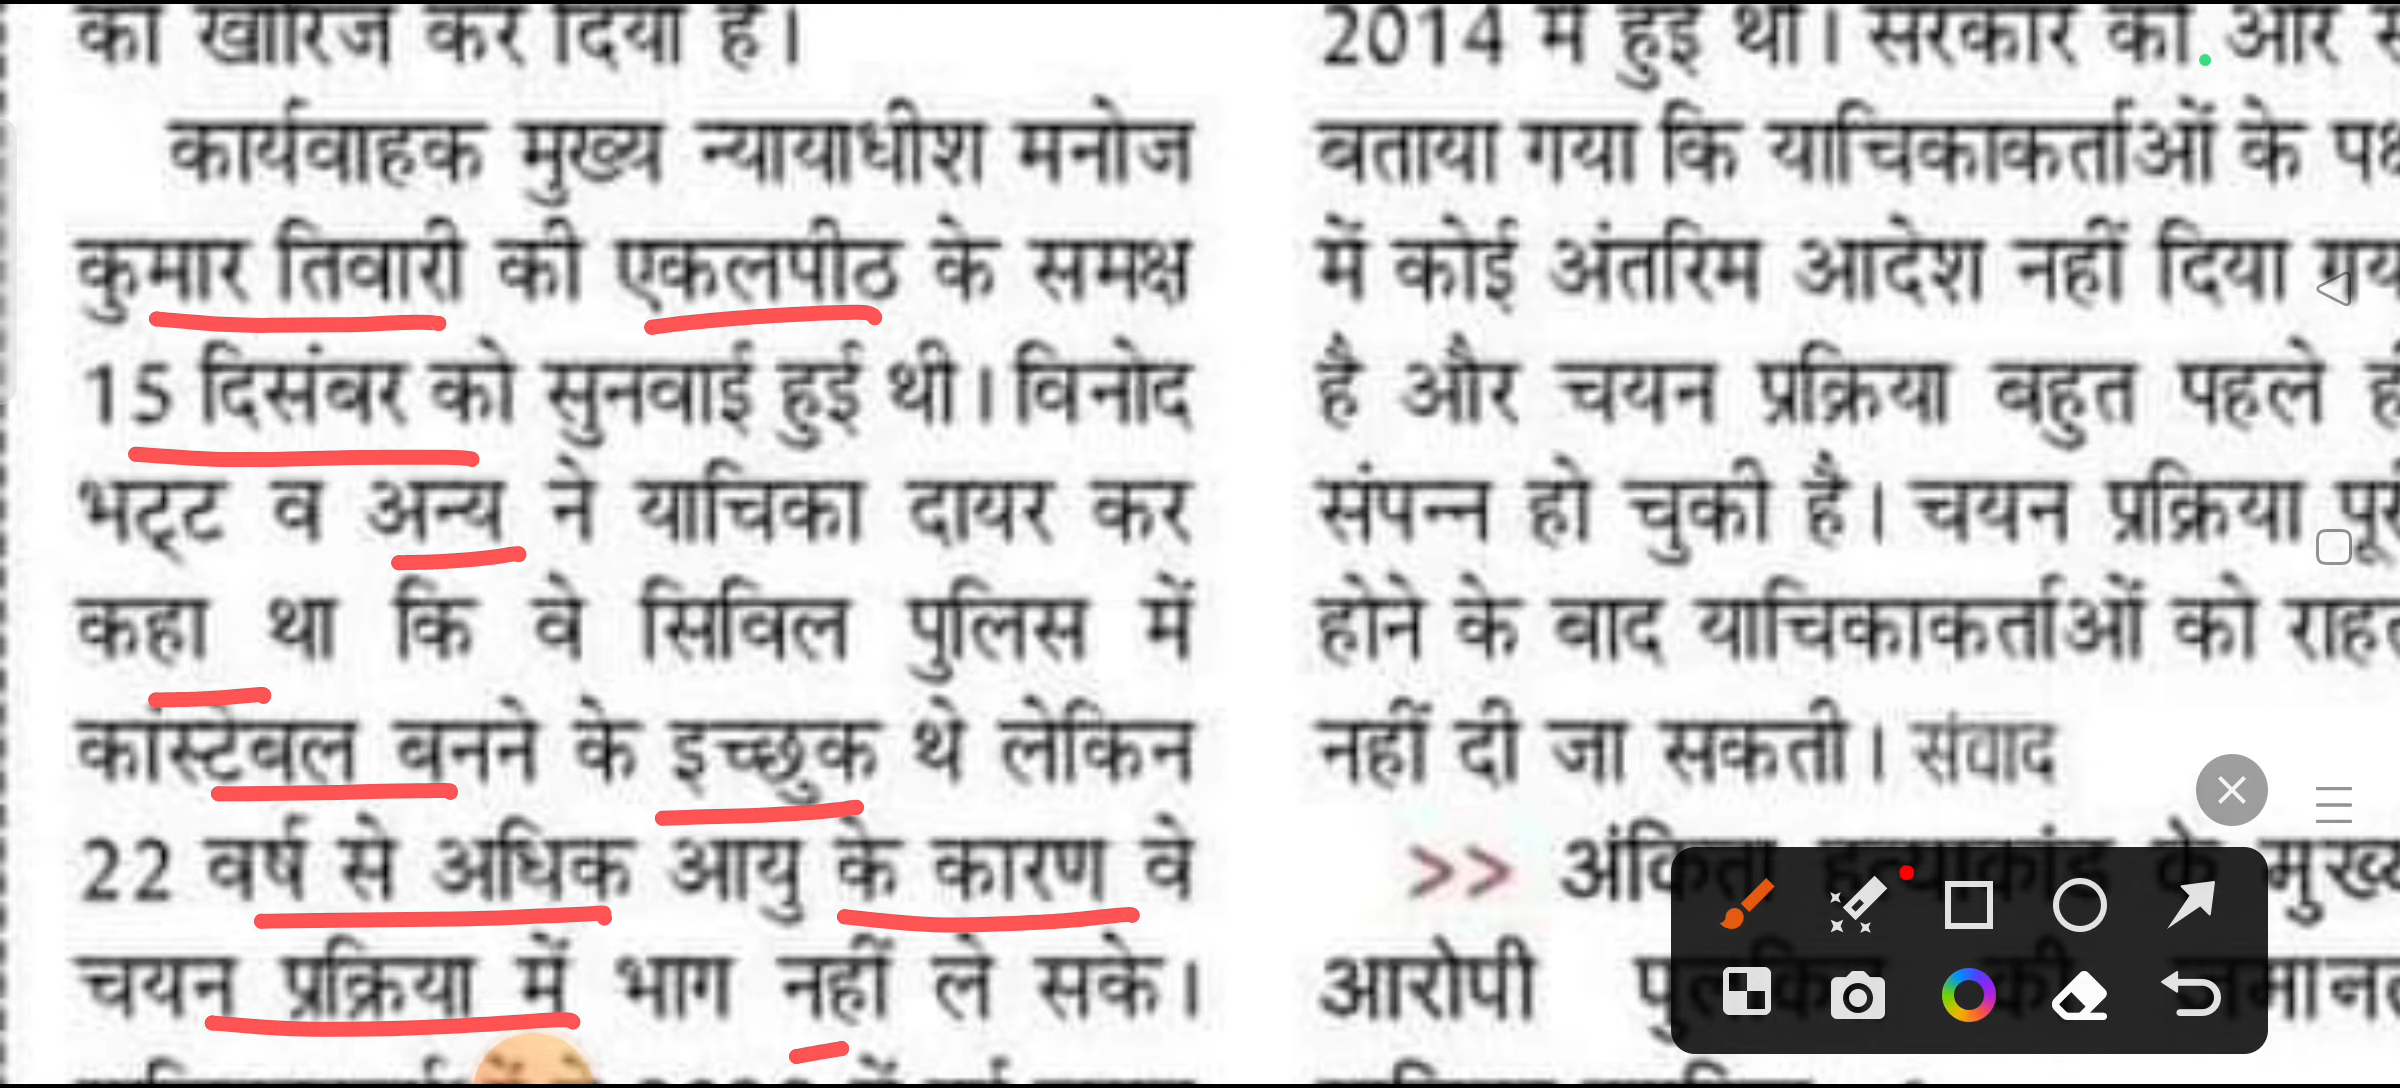 को खारिज कर दिया है।
कार्यवाहक मुख्य न्यायाधीश मनोज
कुमार तिवारी की एकलपीठ के समक्ष
15 दिसंबर को सुनवाई हुई थी। विनोद
भट्ट व अन्य ने याचिका दायर कर
कहा था कि वे सिविल पुलिस में
कांस्टेबल बनने के इच्छुक थे लेकिन
22 वर्ष से अधिक आयु के कारण वे
चयन प्रक्रिया में भाग नहीं ले सके।
2014 में हुई थी। सरकार की ओर
बताया गया कि याचिकाकर्ताओं के
में कोई अंतरिम आदेश नहीं दिया
है और चयन प्रक्रिया बहुत पहले
संपन्न हो चुकी है। चयन प्रक्रिया
होने के बाद याचिकाकर्ताओं को
नहीं दी जा सकती। संवाद
>> अंकिता हत्याकांड के
आरोपी पुलकित की